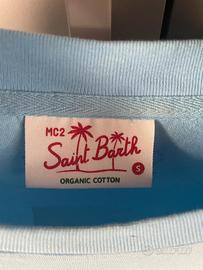 MC2
Saint Barth
S
ORGANIC COTTON